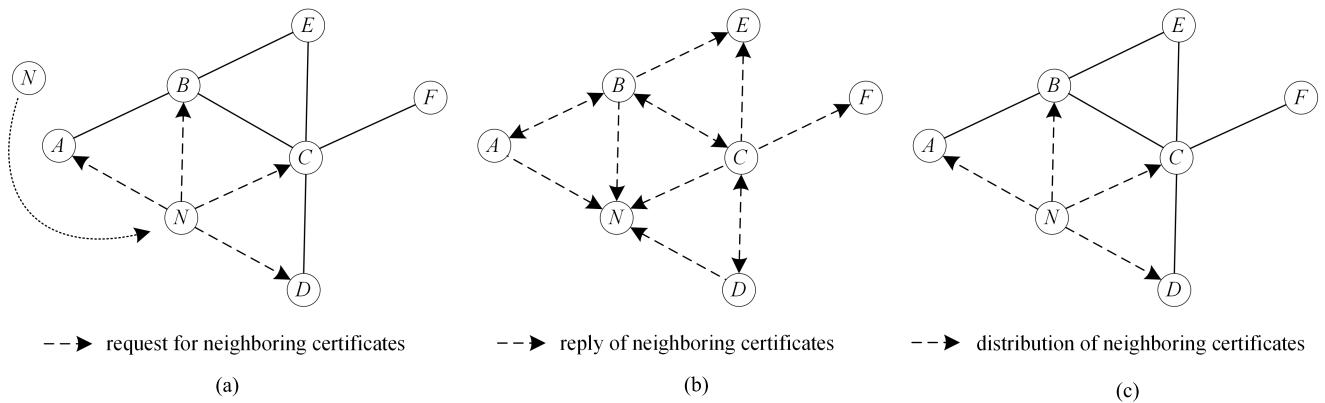 E
E
E
N
B
B
B
F
F
F
A
A
A
C
C
C
N
N
N
D
D
D
request for neighboring certificates
reply of neighboring certificates
distribution of neighboring certificates
(a)
(b)
(c)